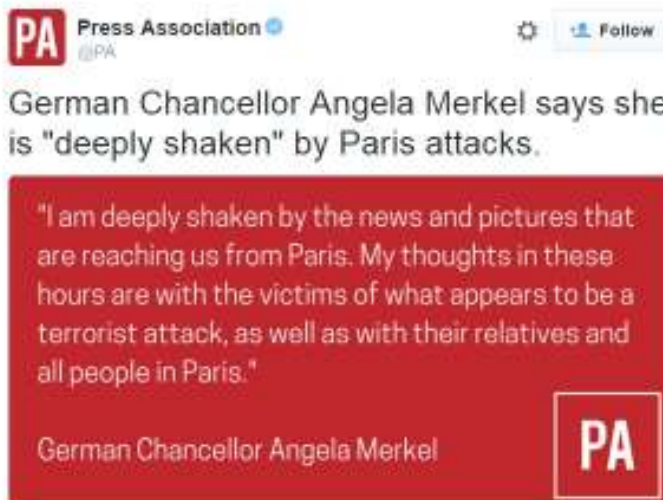 PA
Press Association
@PA
Follow
German Chancellor Angela Merkel says she
is "deeply shaken" by Paris attacks.
"I am deeply shaken by the news and pictures that
are reaching us from Paris. My thoughts in these
hours are with the victims of what appears to be a
terrorist attack, as well as with their relatives and
all people in Paris."
German Chancellor Angela Merkel
PA